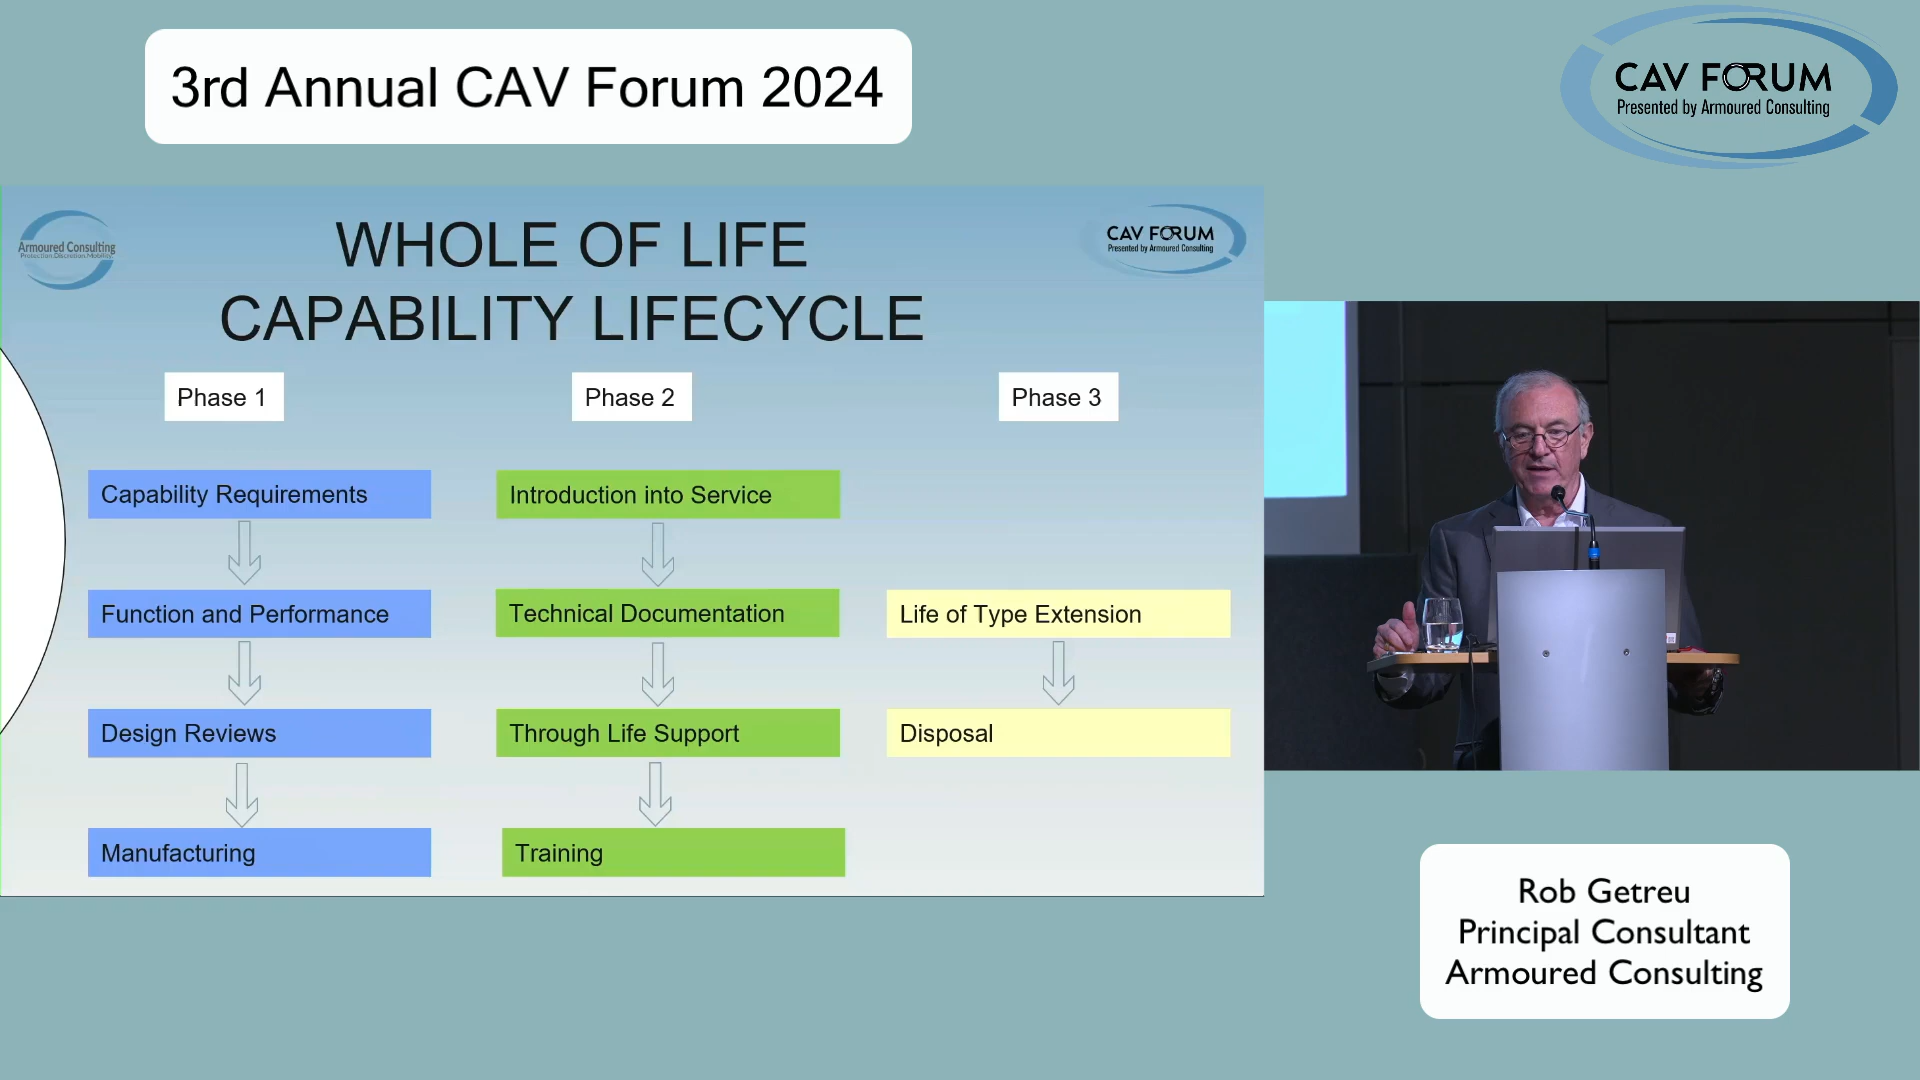 3rd Annual CAV Forum 2024
CAV FORUM
Presented by Armoured Consulting
Armoured Consulting
Protection.Discretion.Mobility
WHOLE OF LIFE
CAPABILITY LIFECYCLE
CAV FORUM
Presented by Armoured Consulting
Phase 1
Phase 2
Phase 3
Capability Requirements
Introduction into Service
Function and Performance
Technical Documentation
Life of Type Extension
Design Reviews
Through Life Support
Disposal
Manufacturing
Training
Rob Getreu
Principal Consultant
Armoured Consulting